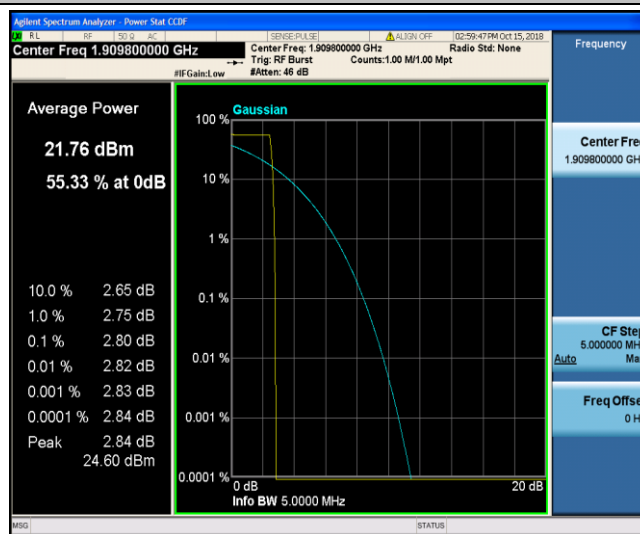 Agilent Spectrum Analyzer - Power Stat CCDF
RL RF 50 Ω AC SENSE:PULSE ALIGN OFF 02:59:47PM Oct 15, 2018
Center Freq 1.909800000 GHz
Center Freq: 1.909800000 GHz Radio Std: None
Trig: RF Burst Counts:1.00 M/1.00 Mpt
#IFGain:Low #Atten: 46 dB
Frequency
Average Power
21.76 dBm
55.33 % at 0dB
10.0 % 2.65 dB
1.0 % 2.75 dB
0.1 % 2.80 dB
0.01 % 2.82 dB
0.001 % 2.83 dB
0.0001 % 2.84 dB
Peak 2.84 dB
24.60 dBm
Gaussian
100 %
10 %
1 %
0.1 %
0.01 %
0.001 %
0.0001 %
0 dB 20 dB
Info BW 5.0000 MHz
Center Fre
1.909800000 GH
CF Step
5.000000 MH
Auto Ma
Freq Offse
0 H
MSG STATUS